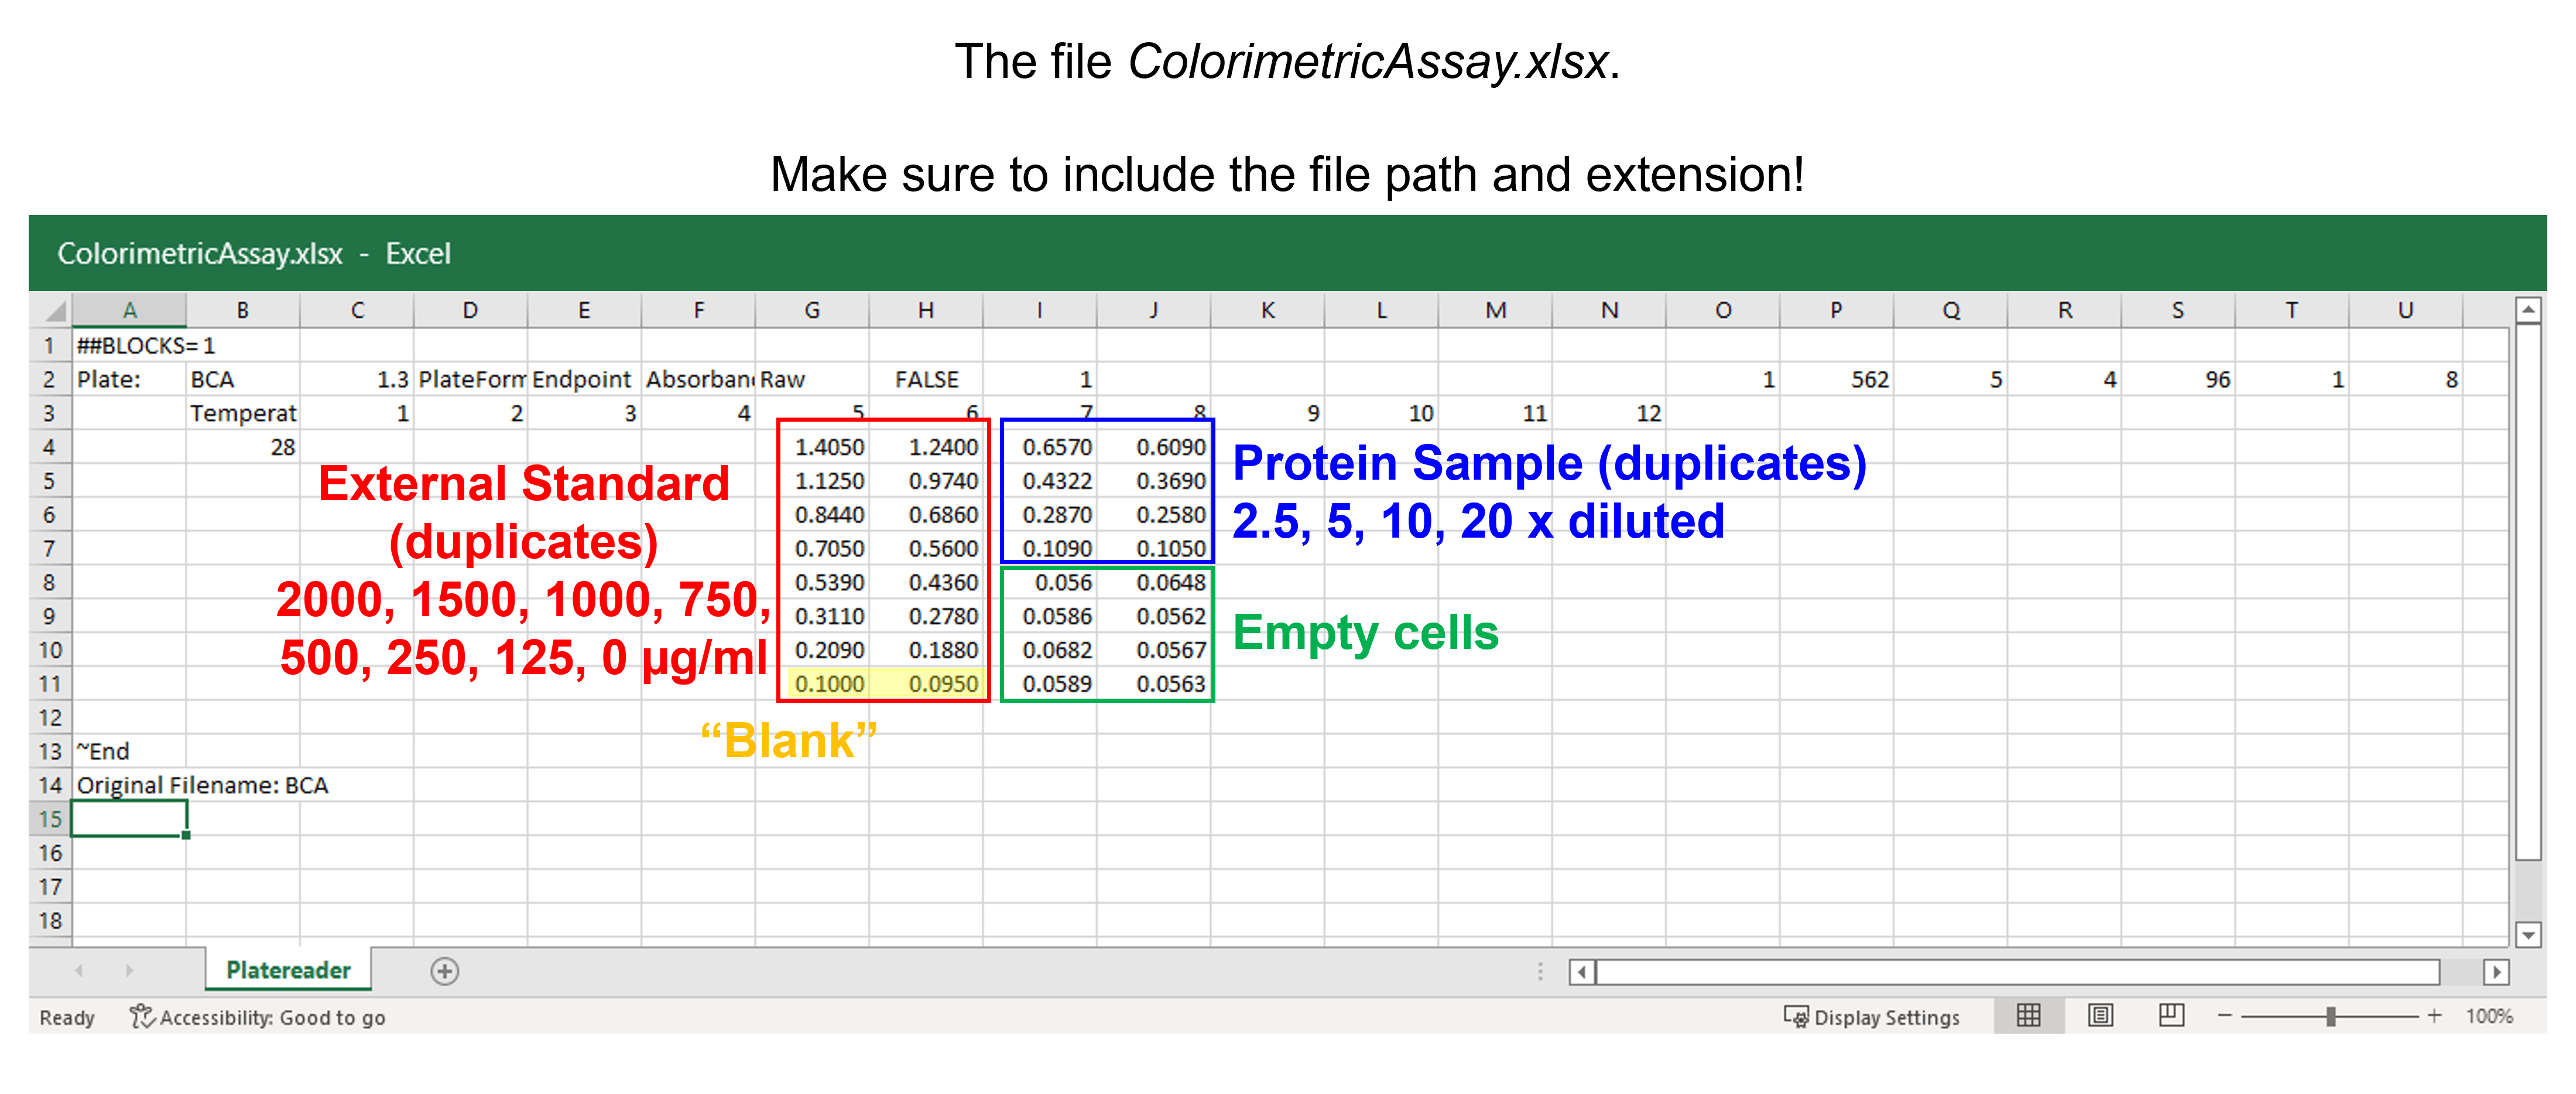 The file ColorimetricAssay.xlsx.
Make sure to include the file path and extension!
ColorimetricAssay.xlsx - Excel
A B C D E F G H I J K L M N O P Q R S T U
1 ##BLOCKS= 1
2 Plate: BCA 1.3 PlateForm Endpoint Absorban Raw FALSE 1 1 562 5 4 96 1 8
3 Temperat 1 2 3 4 5 6 7 8 9 10 11 12
4 28 1.4050 1.2400 0.6570 0.6090
5 1.1250 0.9740 0.4322 0.3690
6 0.8440 0.6860 0.2870 0.2580
7 0.7050 0.5600 0.1090 0.1050
8 0.5390 0.4360 0.056 0.0648
9 0.3110 0.2780 0.0586 0.0562
10 0.2090 0.1880 0.0682 0.0567
11 0.1000 0.0950 0.0589 0.0563
12
13 ~End
14 Original Filename: BCA
15
16
17
18
External Standard
(duplicates)
2000, 1500, 1000, 750,
500, 250, 125, 0 µg/ml
Protein Sample (duplicates)
2.5, 5, 10, 20 x diluted
Empty cells
“Blank”
Platereader
Ready Accessibility: Good to go Display Settings 100%